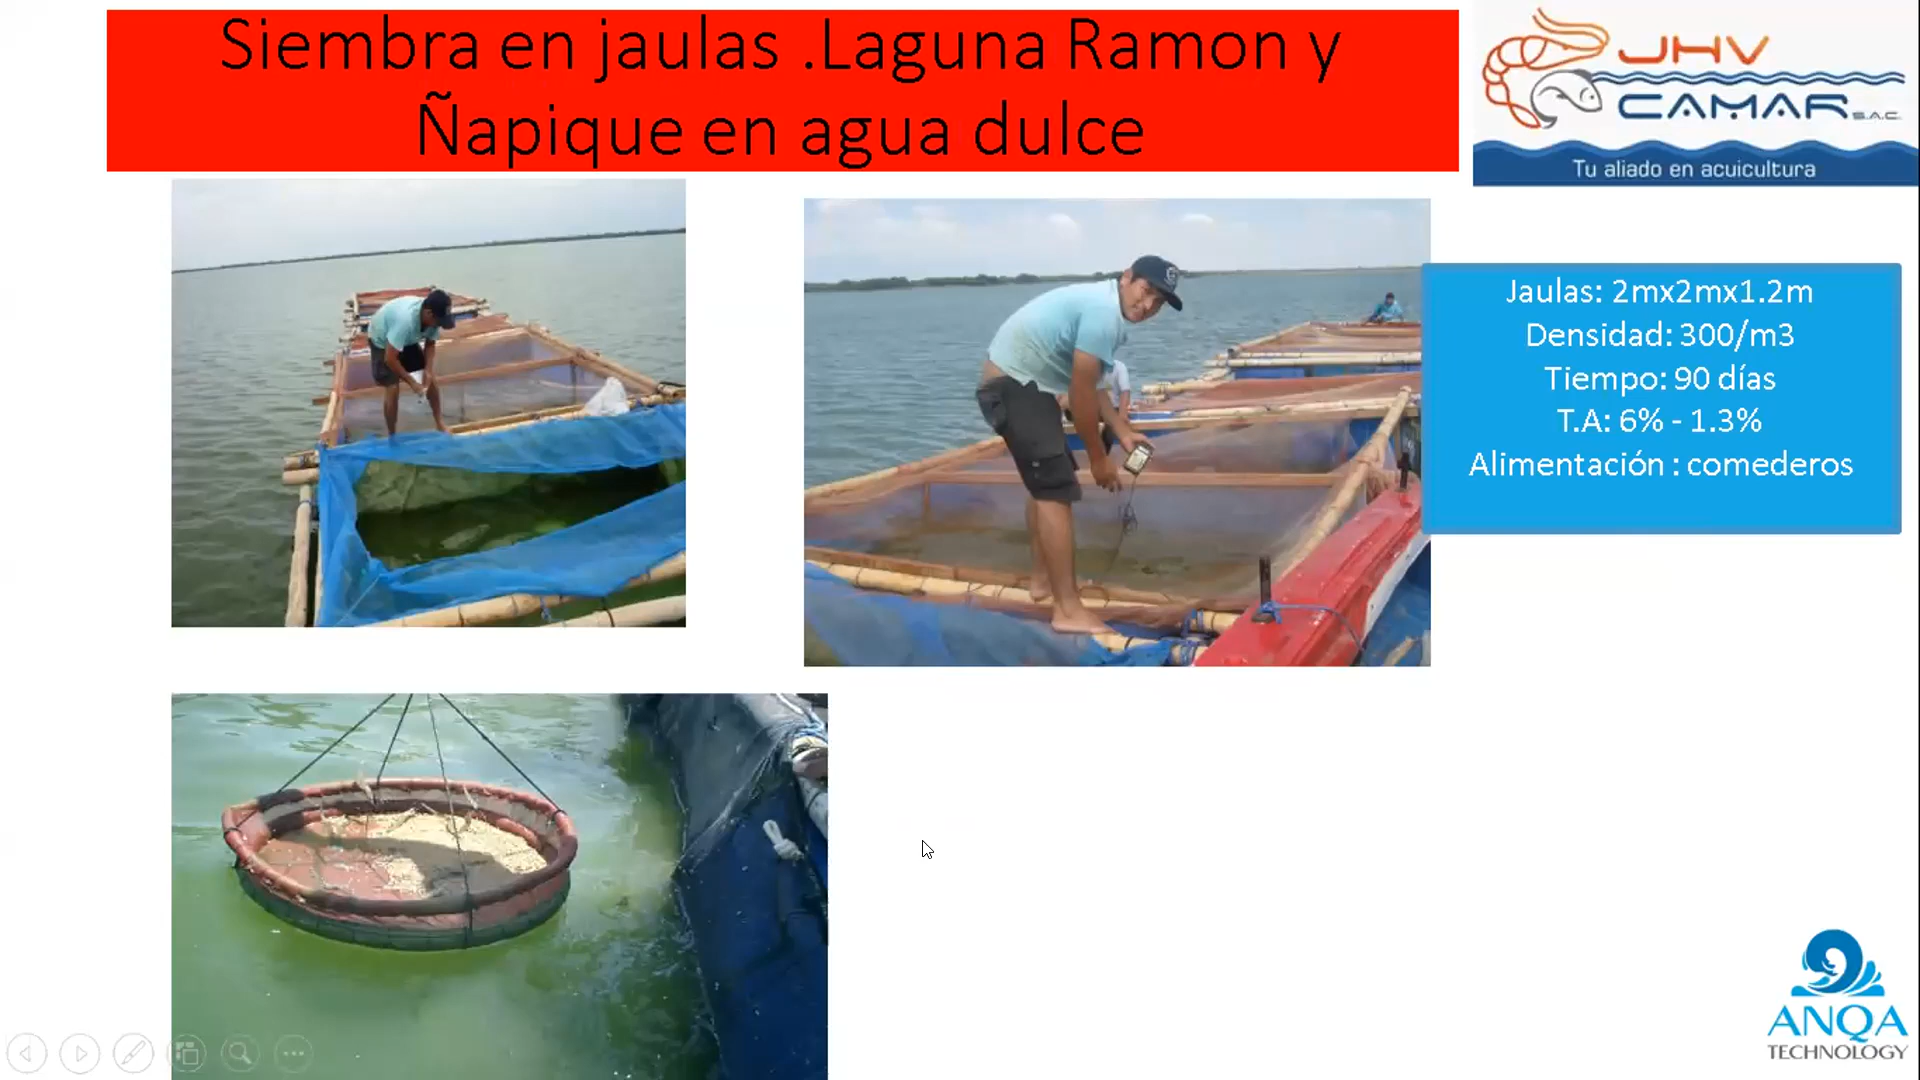 Siembra en jaulas .Laguna Ramon y
Ñapique en agua dulce
JHV
CAMAR S.A.C.
Tu aliado en acuicultura
Jaulas: 2mx2mx1.2m
Densidad: 300/m3
Tiempo: 90 días
T.A: 6% - 1.3%
Alimentación : comederos
ANQA
TECHNOLOGY